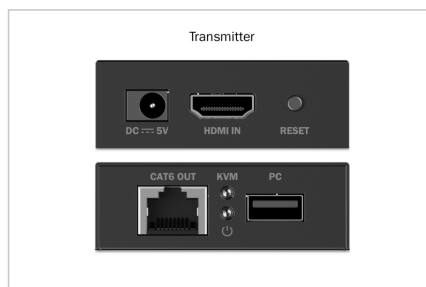 Transmitter
DC ⎓ 5V HDMI IN RESET
CAT6 OUT KVM PC